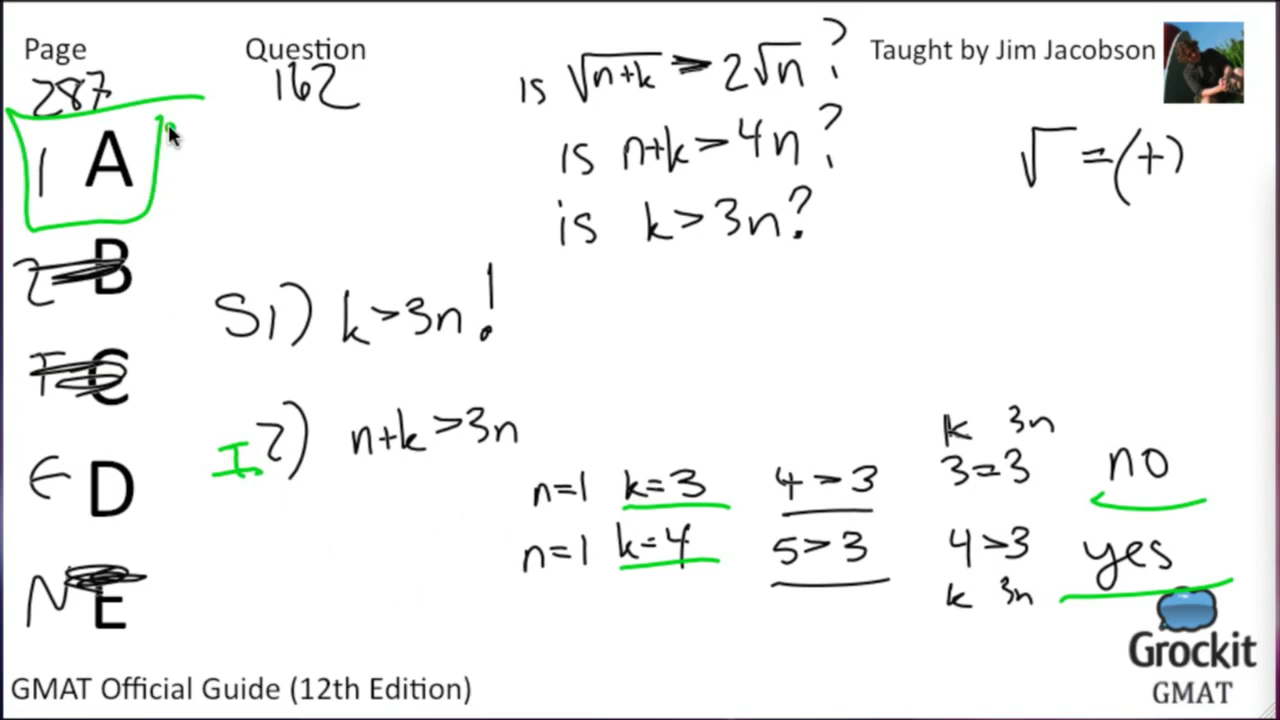 Page
287
Question
162
is √n+k > 2√n ?
Taught by Jim Jacobson
is n+k > 4n ?
√ = (+)
is k > 3n?
1 A
2 B
T C
E D
N E
S1) k > 3n!
I 2) n+k > 3n
k 3n
n=1 k=3 4 > 3 3 = 3 no
n=1 k=4 5 > 3 4 > 3 yes
k 3n
Grockit
GMAT
GMAT Official Guide (12th Edition)